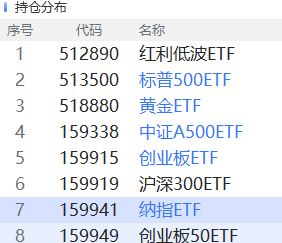 持仓分布
序号 代码 名称
1 512890 红利低波ETF
2 513500 标普500ETF
3 518880 黄金ETF
4 159338 中证A500ETF
5 159915 创业板ETF
6 159919 沪深300ETF
7 159941 纳指ETF
8 159949 创业板50ETF